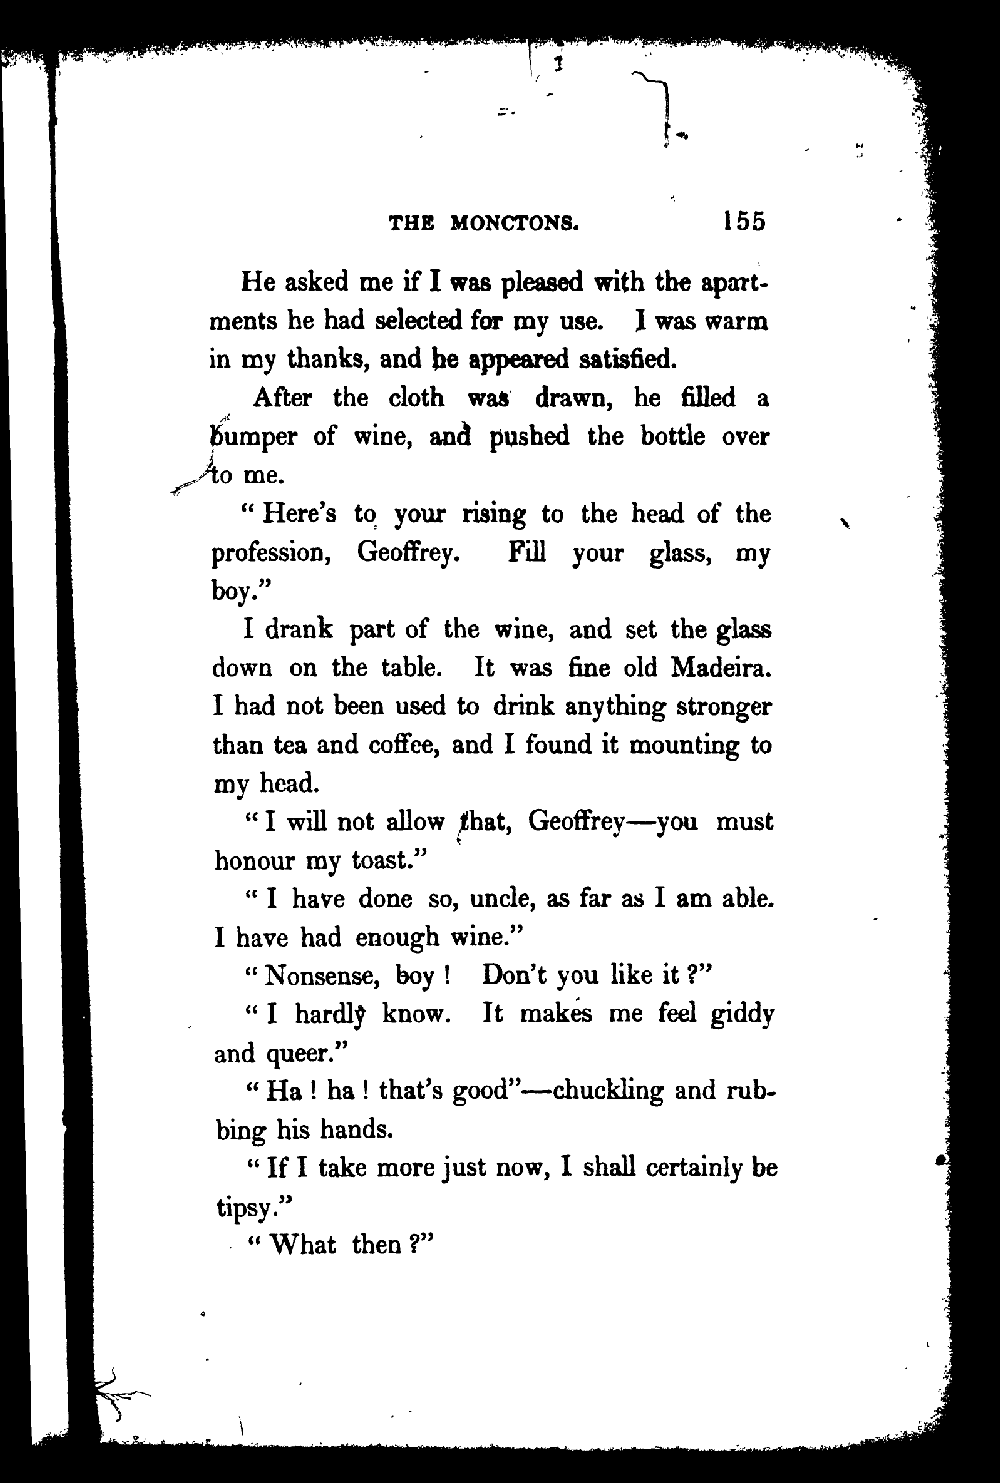 THE MONCTONS. 155
He asked me if I was pleased with the apart-
ments he had selected for my use. I was warm
in my thanks, and he appeared satisfied.
After the cloth was drawn, he filled a
bumper of wine, and pushed the bottle over
to me.
“ Here’s to your rising to the head of the
profession, Geoffrey. Fill your glass, my
boy.”
I drank part of the wine, and set the glass
down on the table. It was fine old Madeira.
I had not been used to drink anything stronger
than tea and coffee, and I found it mounting to
my head.
“ I will not allow that, Geoffrey—you must
honour my toast.”
“ I have done so, uncle, as far as I am able.
I have had enough wine.”
“ Nonsense, boy ! Don’t you like it ?”
“ I hardly know. It makes me feel giddy
and queer.”
“ Ha ! ha ! that’s good”—chuckling and rub-
bing his hands.
“ If I take more just now, I shall certainly be
tipsy.”
“ What then ?”